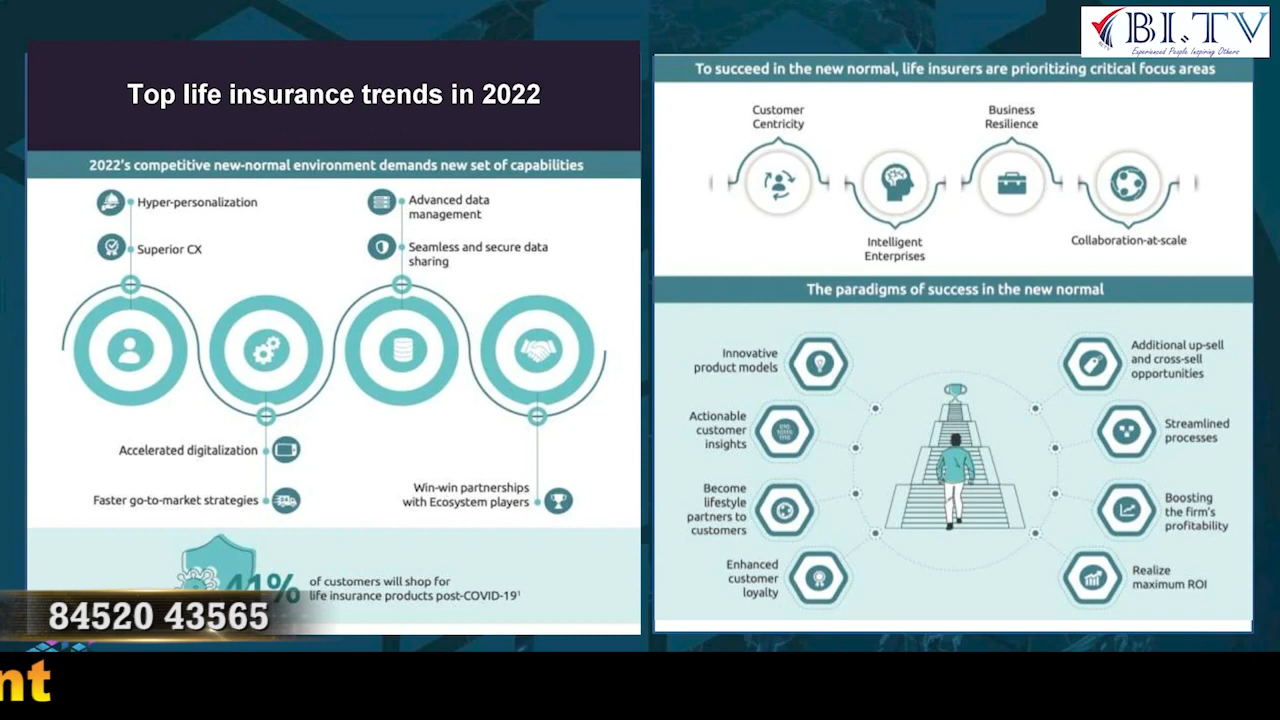 BI.TV
Experienced People Inspiring Others
Top life insurance trends in 2022
2022's competitive new-normal environment demands new set of capabilities
Hyper-personalization
Superior CX
Advanced data
management
Seamless and secure data
sharing
Accelerated digitalization
Faster go-to-market strategies
Win-win partnerships
with Ecosystem players
41%
of customers will shop for
life insurance products post-COVID-19¹
84520 43565
To succeed in the new normal, life insurers are prioritizing critical focus areas
Customer
Centricity
Business
Resilience
Intelligent
Enterprises
Collaboration-at-scale
The paradigms of success in the new normal
Innovative
product models
Actionable
customer
insights
Become
lifestyle
partners to
customers
Enhanced
customer
loyalty
Additional up-sell
and cross-sell
opportunities
Streamlined
processes
Boosting
the firm's
profitability
Realize
maximum ROI
nt